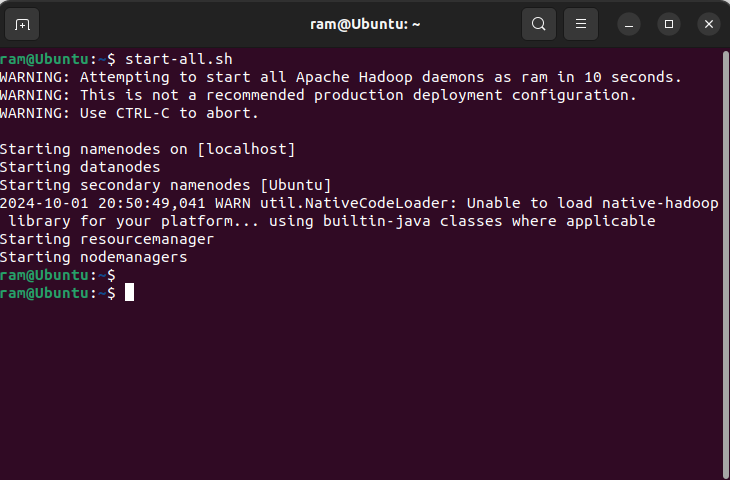 ram@Ubuntu: ~
ram@Ubuntu:~$ start-all.sh
WARNING: Attempting to start all Apache Hadoop daemons as ram in 10 seconds.
WARNING: This is not a recommended production deployment configuration.
WARNING: Use CTRL-C to abort.
Starting namenodes on [localhost]
Starting datanodes
Starting secondary namenodes [Ubuntu]
2024-10-01 20:50:49,041 WARN util.NativeCodeLoader: Unable to load native-hadoop
library for your platform... using builtin-java classes where applicable
Starting resourcemanager
Starting nodemanagers
ram@Ubuntu:~$
ram@Ubuntu:~$